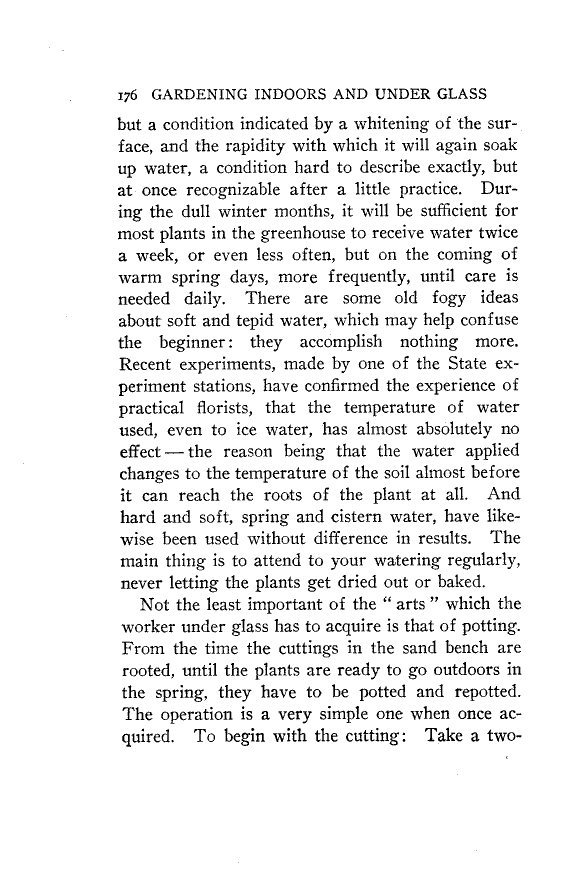 176 GARDENING INDOORS AND UNDER GLASS
but a condition indicated by a whitening of the sur-
face, and the rapidity with which it will again soak
up water, a condition hard to describe exactly, but
at once recognizable after a little practice. Dur-
ing the dull winter months, it will be sufficient for
most plants in the greenhouse to receive water twice
a week, or even less often, but on the coming of
warm spring days, more frequently, until care is
needed daily. There are some old fogy ideas
about soft and tepid water, which may help confuse
the beginner: they accomplish nothing more.
Recent experiments, made by one of the State ex-
periment stations, have confirmed the experience of
practical florists, that the temperature of water
used, even to ice water, has almost absolutely no
effect — the reason being that the water applied
changes to the temperature of the soil almost before
it can reach the roots of the plant at all. And
hard and soft, spring and cistern water, have like-
wise been used without difference in results. The
main thing is to attend to your watering regularly,
never letting the plants get dried out or baked.
Not the least important of the “ arts ” which the
worker under glass has to acquire is that of potting.
From the time the cuttings in the sand bench are
rooted, until the plants are ready to go outdoors in
the spring, they have to be potted and repotted.
The operation is a very simple one when once ac-
quired. To begin with the cutting: Take a two-